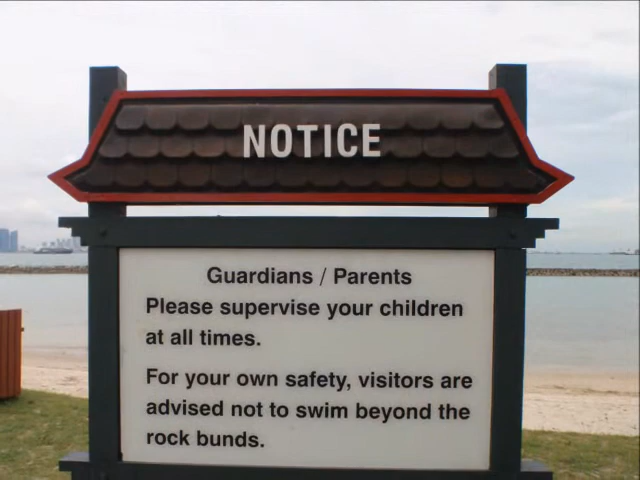 NOTICE
Guardians / Parents
Please supervise your children
at all times.
For your own safety, visitors are
advised not to swim beyond the
rock bunds.